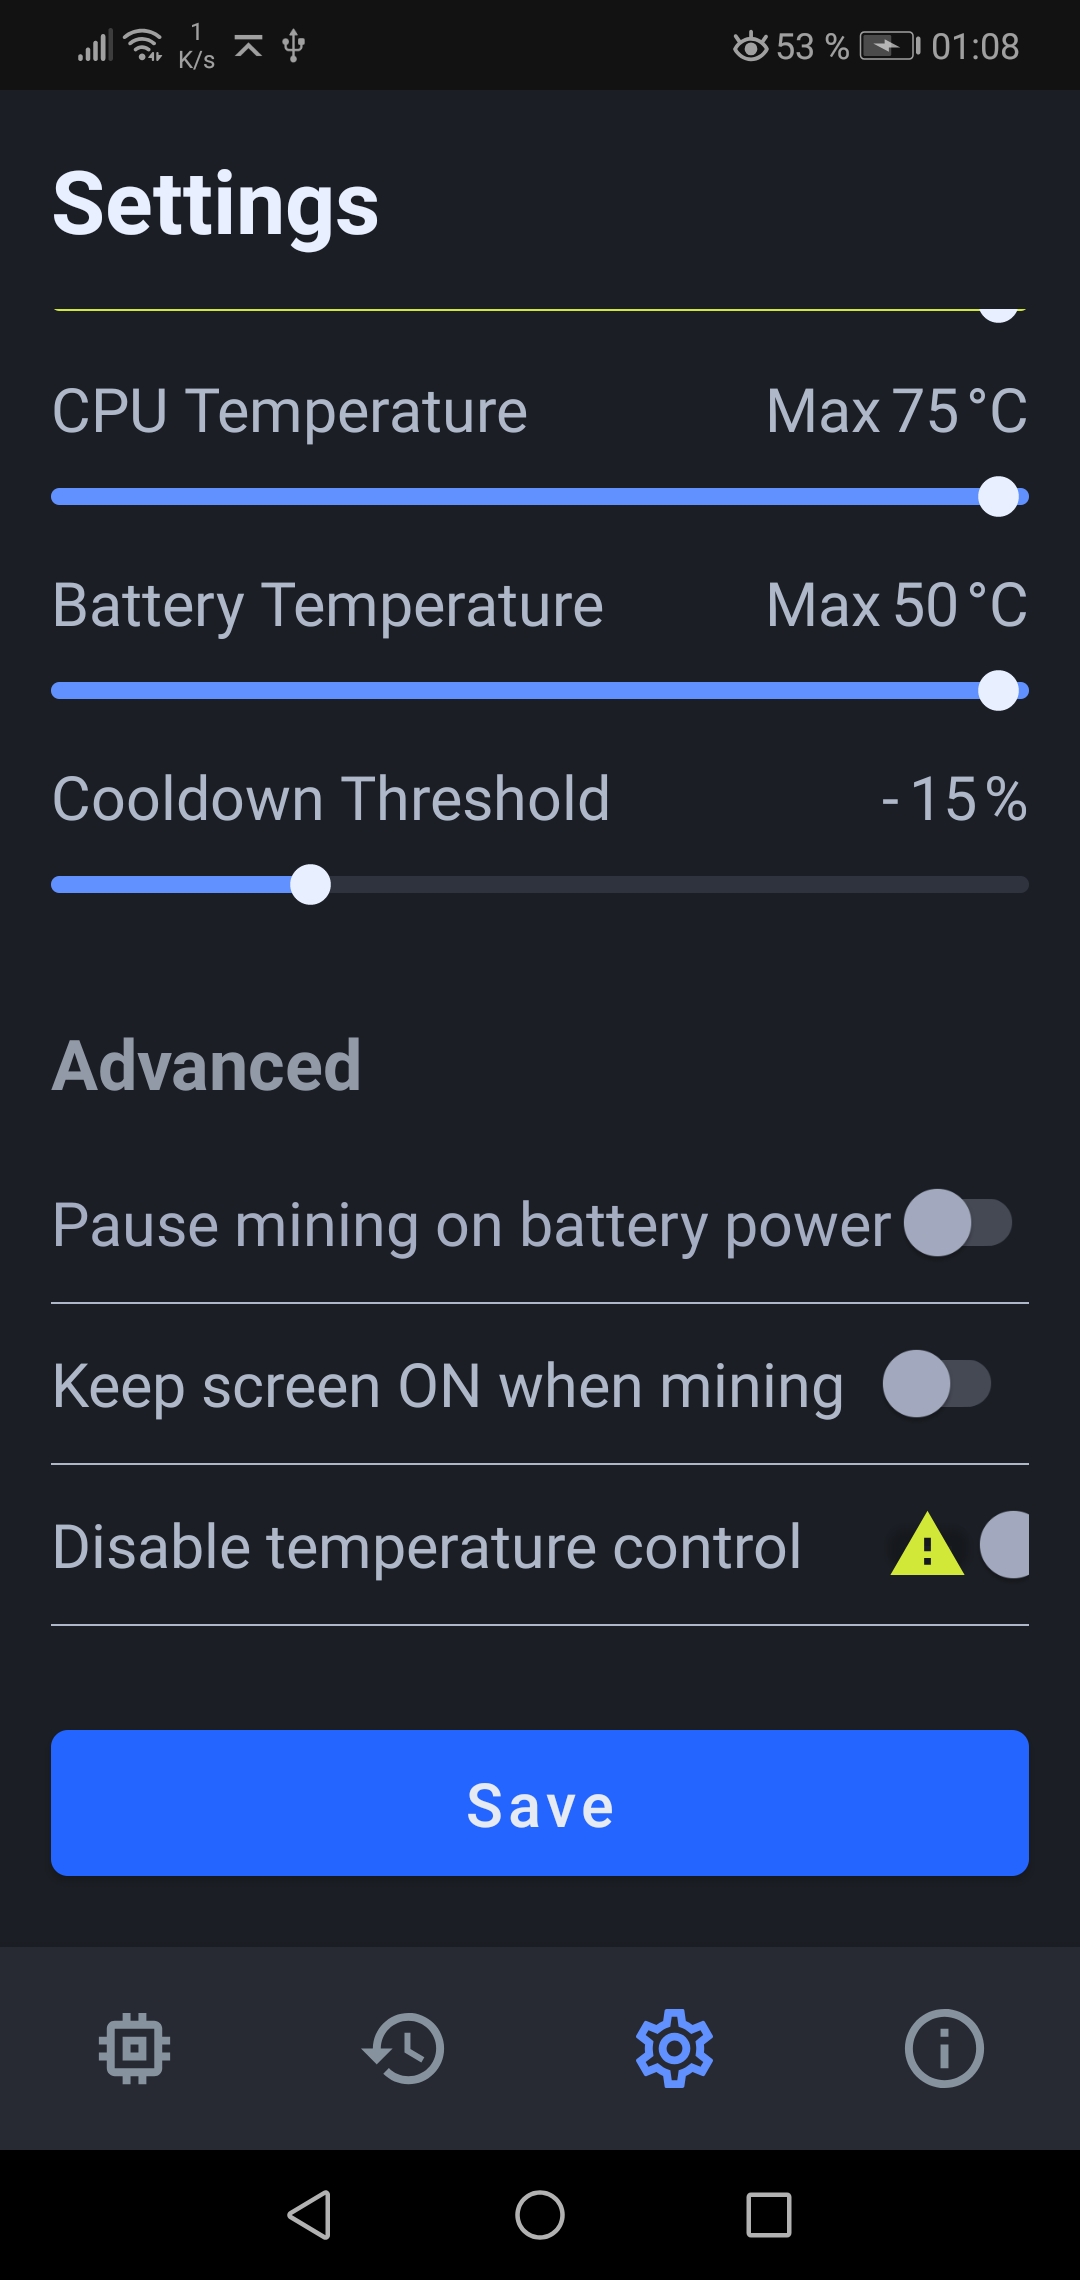 1 K/s 53 % 01:08
Settings
CPU Temperature Max 75 °C
Battery Temperature Max 50 °C
Cooldown Threshold - 15 %
Advanced
Pause mining on battery power
Keep screen ON when mining
Disable temperature control
Save